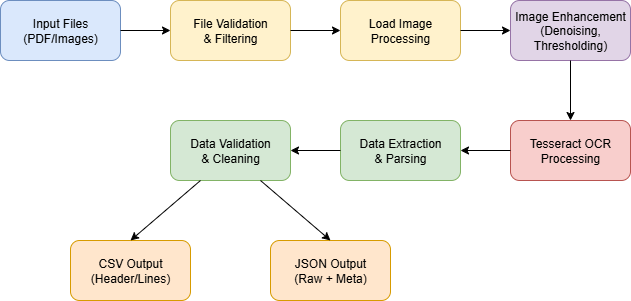 Input Files
(PDF/Images)
File Validation
& Filtering
Load Image
Processing
Image Enhancement
(Denoising,
Thresholding)
Tesseract OCR
Processing
Data Extraction
& Parsing
Data Validation
& Cleaning
CSV Output
(Header/Lines)
JSON Output
(Raw + Meta)